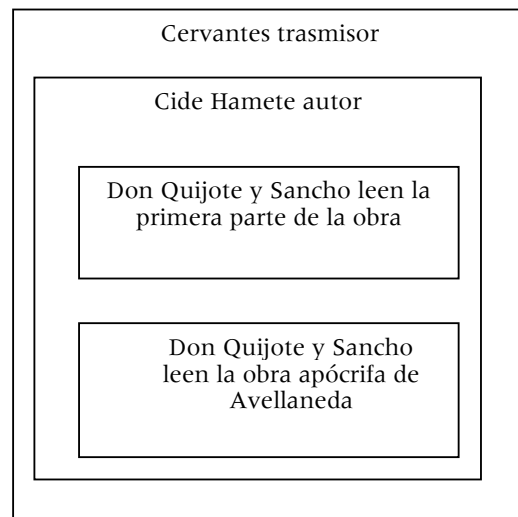 Cervantes trasmisor
Cide Hamete autor
Don Quijote y Sancho leen la
primera parte de la obra
Don Quijote y Sancho
leen la obra apócrifa de
Avellaneda